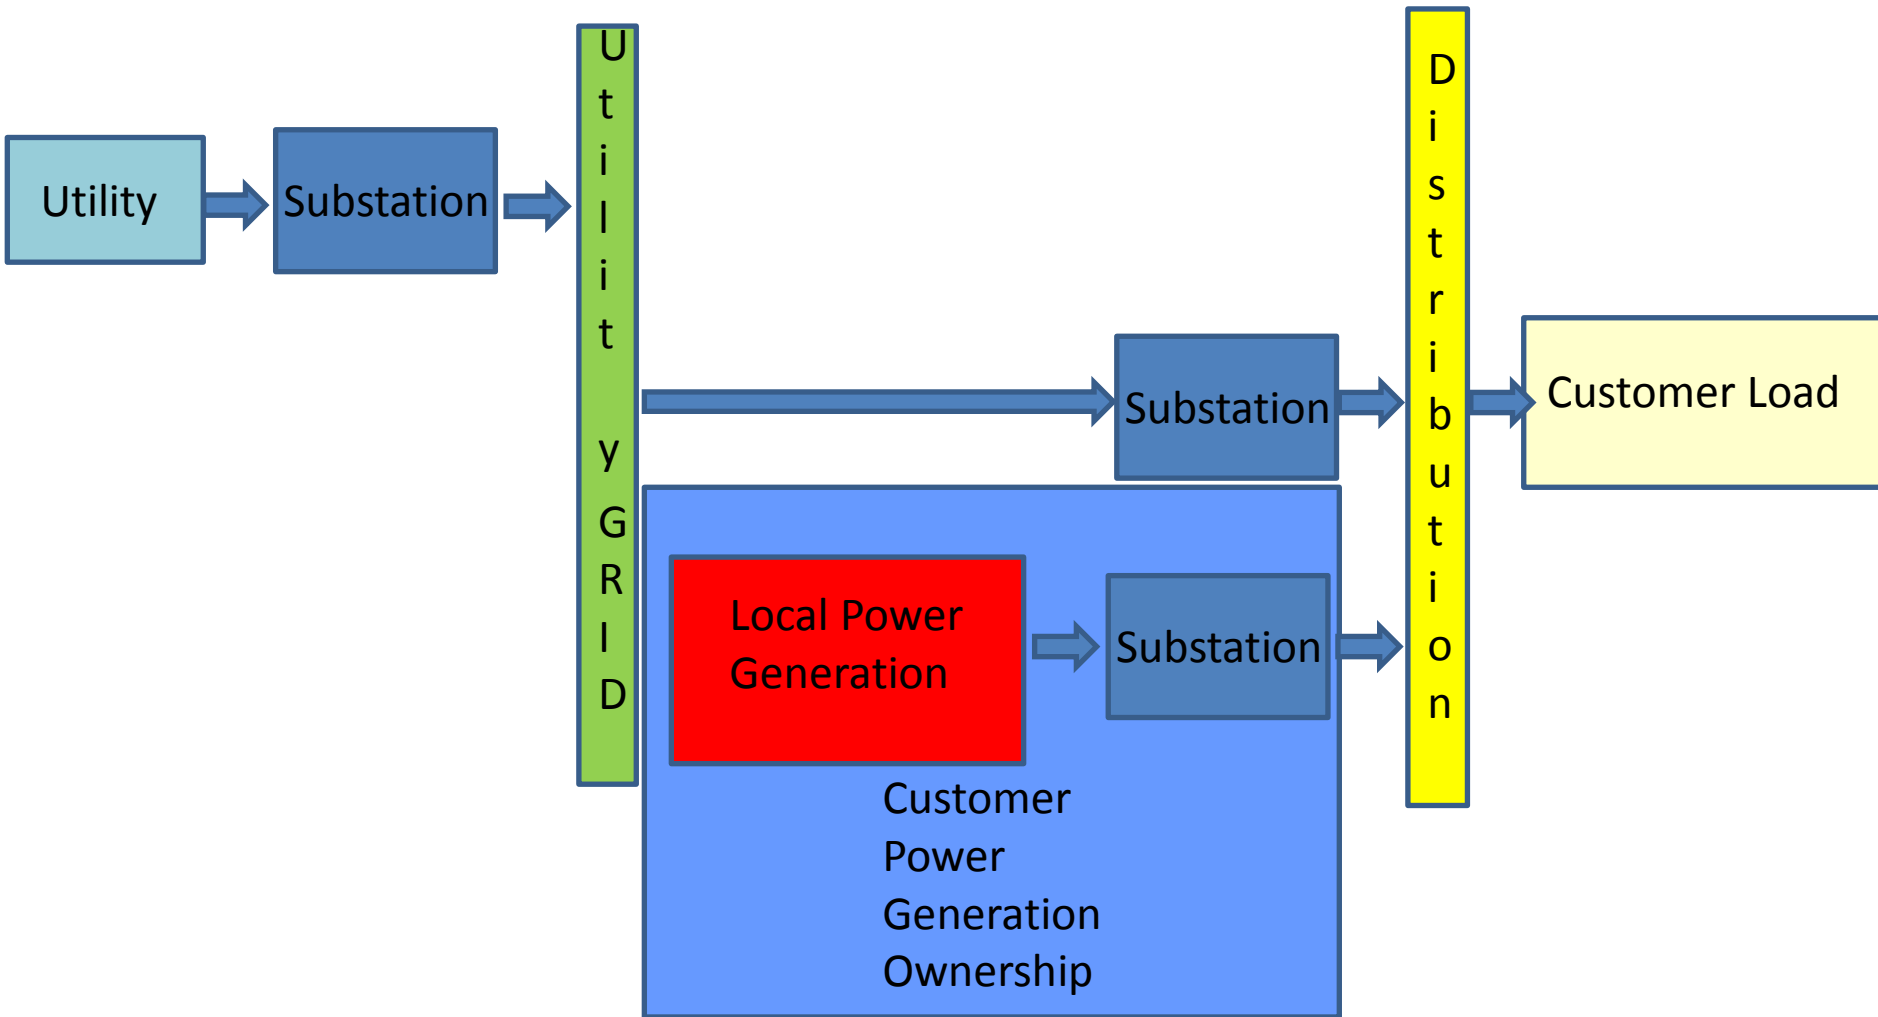 Utility
Substation
Utility GRID
Substation
Distribution
Customer Load
Local Power
Generation
Substation
Customer
Power
Generation
Ownership